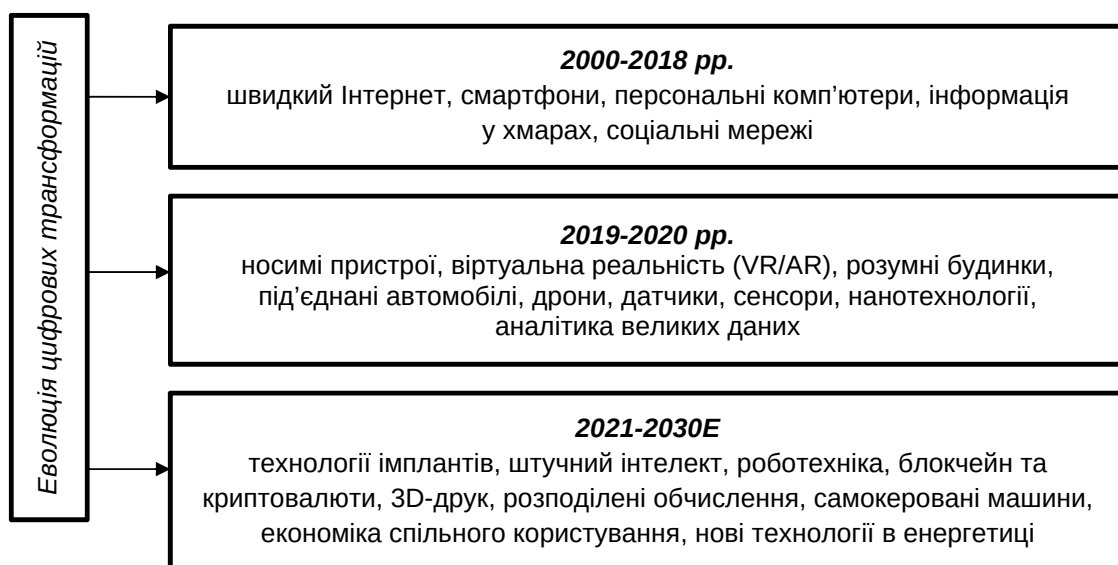 Еволюція цифрових трансформацій
2000-2018 рр.
швидкий Інтернет, смартфони, персональні комп’ютери, інформація
у хмарах, соціальні мережі
2019-2020 рр.
носимі пристрої, віртуальна реальність (VR/AR), розумні будинки,
під’єднані автомобілі, дрони, датчики, сенсори, нанотехнології,
аналітика великих даних
2021-2030E
технології імплантів, штучний інтелект, роботехніка, блокчейн та
криптовалюти, 3D-друк, розподілені обчислення, самокеровані машини,
економіка спільного користування, нові технології в енергетиці